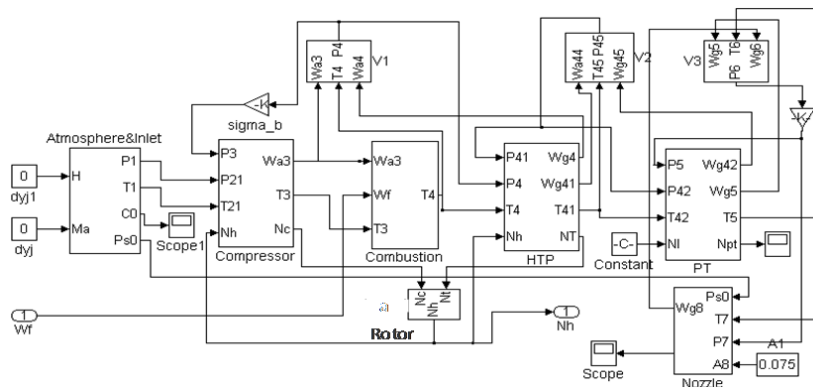 Wa3
T4 P4
Wa4
V1
Wa44
T45 P45
Wg45
V2
Wg5
T6
P6
Wg6
V3
-K-
sigma_b
-K-
Atmosphere&Inlet
0
dyj1
0
dyj
H
Ma
P1
T1
C0
Ps0
Scope1
P3
P21
T21
Nh
Wa3
T3
Nc
Compressor
Wa3
Wf
T3
T4
Combustion
P41
P4
T4
Nh
Wg4
Wg41
T41
NT
HTP
P5
P42
T42
NI
Wg42
Wg5
T5
Npt
PT
-C-
Constant
1
Wf
Nc
Nt
Nh
a
Rotor
1
Nh
Wg8
Ps0
T7
P7
A8
Nozzle
Scope
A1
0.075